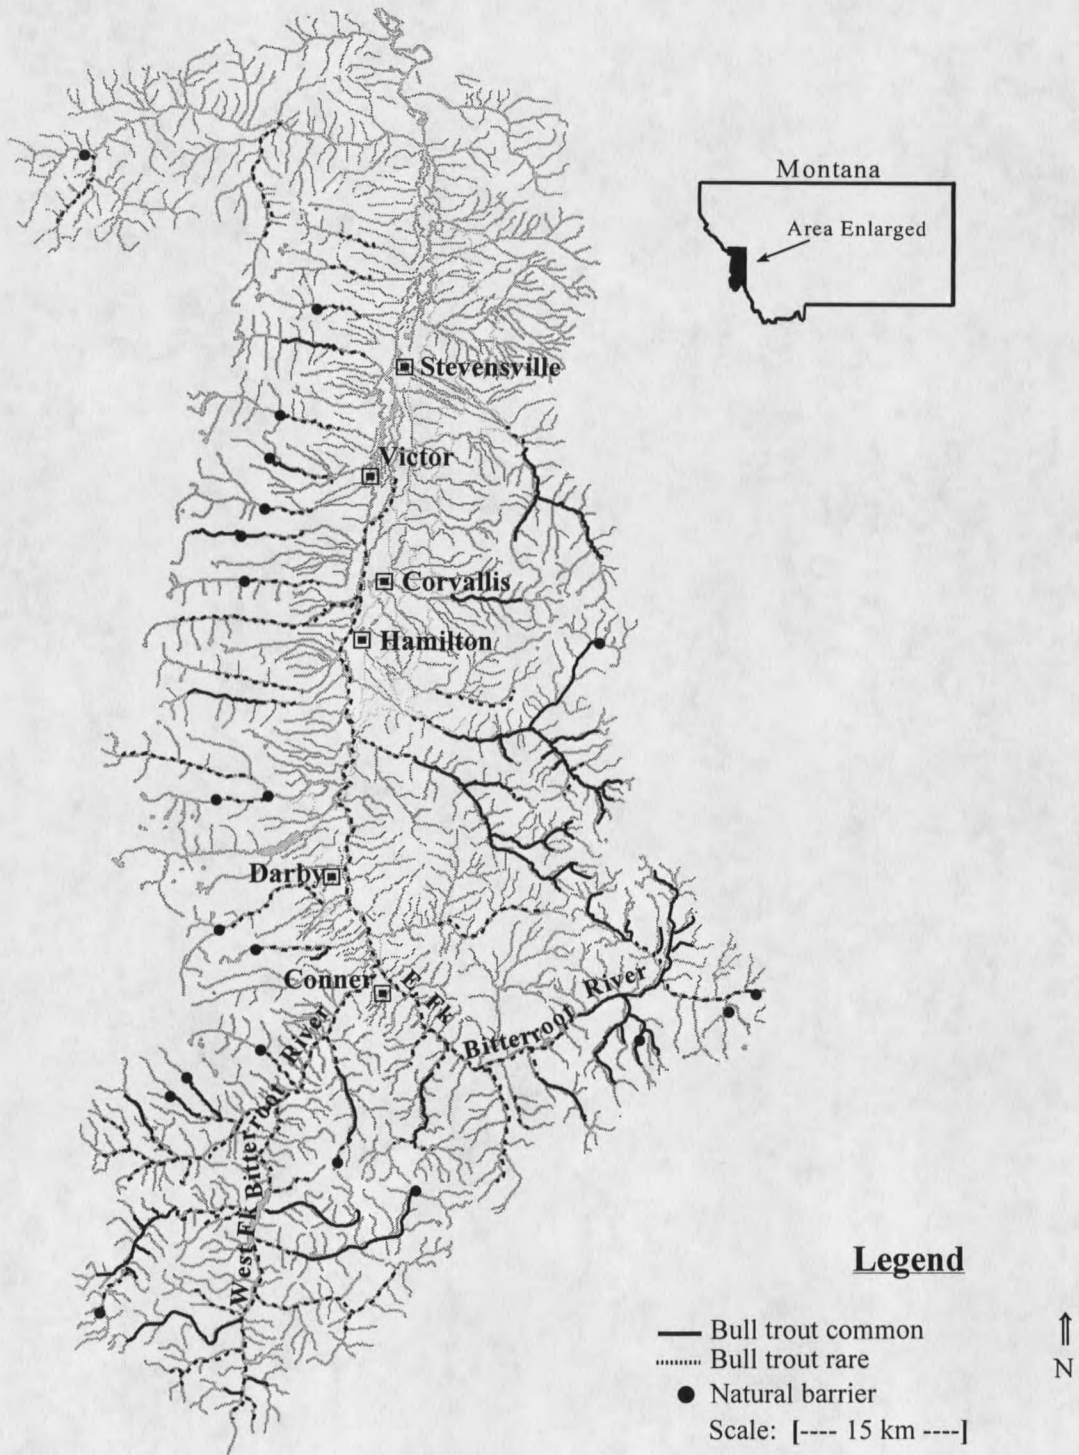 Montana
Area Enlarged
Stevensville
Victor
Corvallis
Hamilton
Darby
Conner
E. Fk
Bitterroot River
West Fk Bitterroot River
Legend
Bull trout common
Bull trout rare
Natural barrier
Scale: [---- 15 km ----]
N